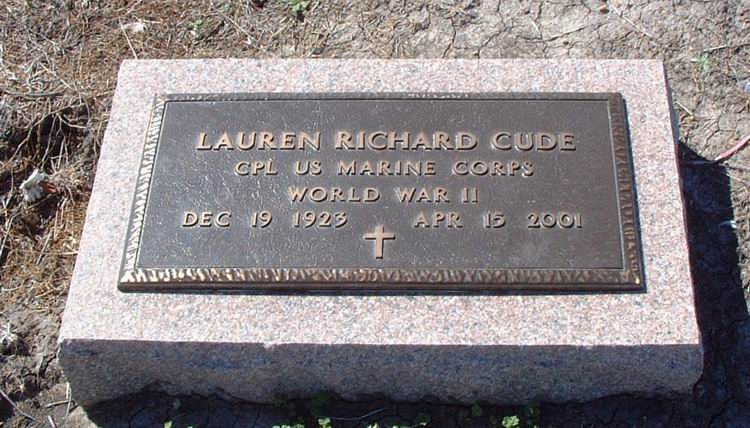 LAUREN RICHARD CUDE
CPL US MARINE CORPS
WORLD WAR II
DEC 19 1923 APR 15 2001